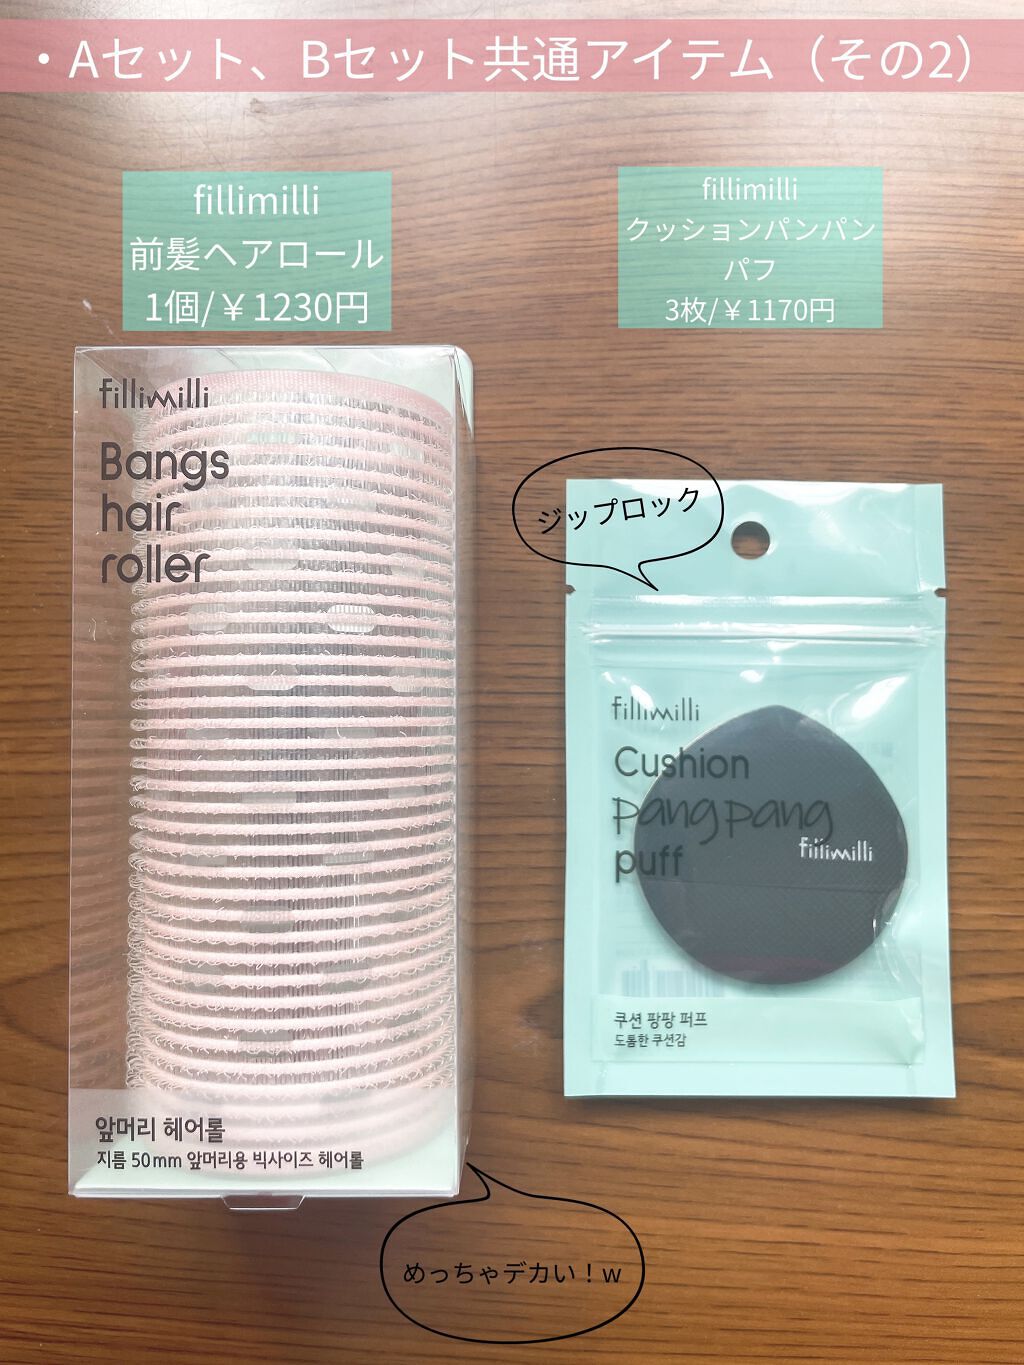 ・Aセット、Bセット共通アイテム（その2）
fillimilli
前髪ヘアロール
1個/￥1230円
fillimilli
クッションパンパン
パフ
3枚/￥1170円
fillimilli
Bangs
hair
roller
앞머리 헤어롤
지름 50mm 앞머리용 빅사이즈 헤어롤
めっちゃデカい！w
ジップロック
fillimilli
Cushion
pang pang
puff
fillimilli
쿠션 팡팡 퍼프
도톰한 쿠션감